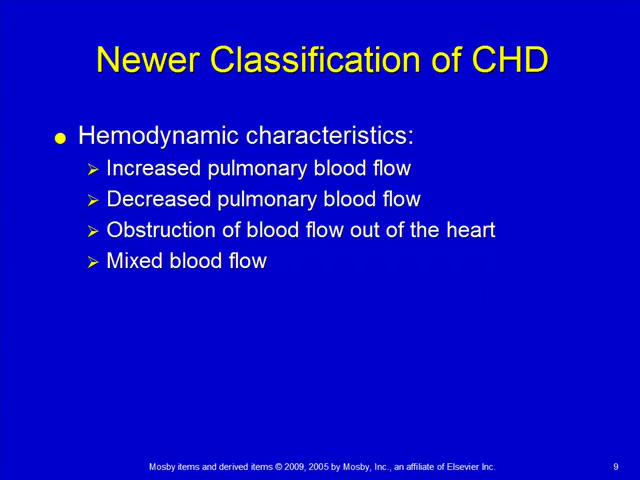 Newer Classification of CHD
Hemodynamic characteristics:
Increased pulmonary blood flow
Decreased pulmonary blood flow
Obstruction of blood flow out of the heart
Mixed blood flow
Mosby items and derived items © 2009, 2005 by Mosby, Inc., an affiliate of Elsevier Inc.
9